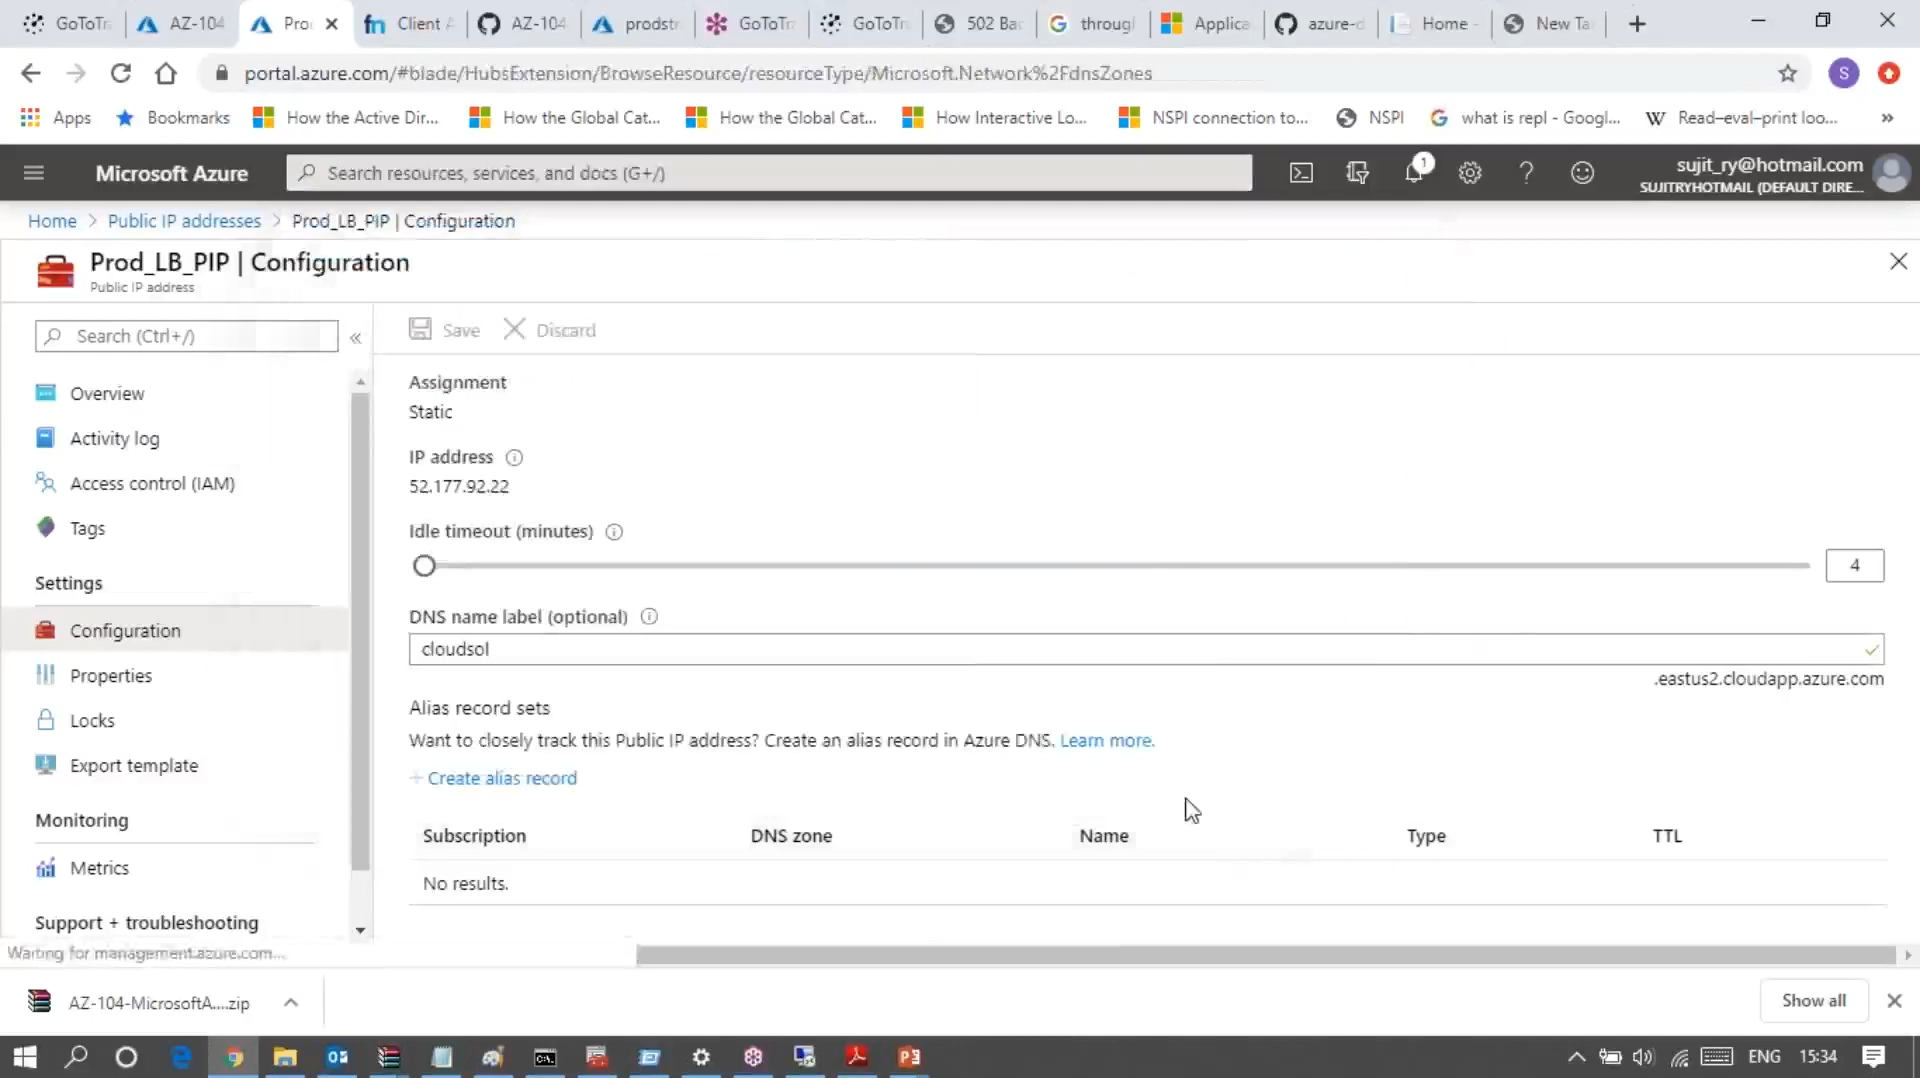 GoToTr
AZ-104
Pro
Client A
AZ-104
prodst
GoToT
GoToTr
502 Ba
throug
Applica
azure-d
Home -
New Ta
portal.azure.com/#blade/HubsExtension/BrowseResource/resourceType/Microsoft.Network%2FdnsZones
S
Apps
Bookmarks
How the Active Dir...
How the Global Cat...
How the Global Cat...
How Interactive Lo...
NSPI connection to...
NSPI
what is repl - Googl...
Read–eval–print loo...
»
Microsoft Azure
Search resources, services, and docs (G+/)
1
sujit_ry@hotmail.com
SUJITRYHOTMAIL (DEFAULT DIRE...
Home > Public IP addresses > Prod_LB_PIP | Configuration
Prod_LB_PIP | Configuration
Public IP address
Search (Ctrl+/)
«
Overview
Activity log
Access control (IAM)
Tags
Settings
Configuration
Properties
Locks
Export template
Monitoring
Metrics
Support + troubleshooting
Save
Discard
Assignment
Static
IP address
52.177.92.22
Idle timeout (minutes)
4
DNS name label (optional)
cloudsol
.eastus2.cloudapp.azure.com
Alias record sets
Want to closely track this Public IP address? Create an alias record in Azure DNS. Learn more.
+ Create alias record
Subscription DNS zone Name Type TTL
No results.
Waiting for management.azure.com...
AZ-104-MicrosoftA....zip
Show all
ENG
15:34